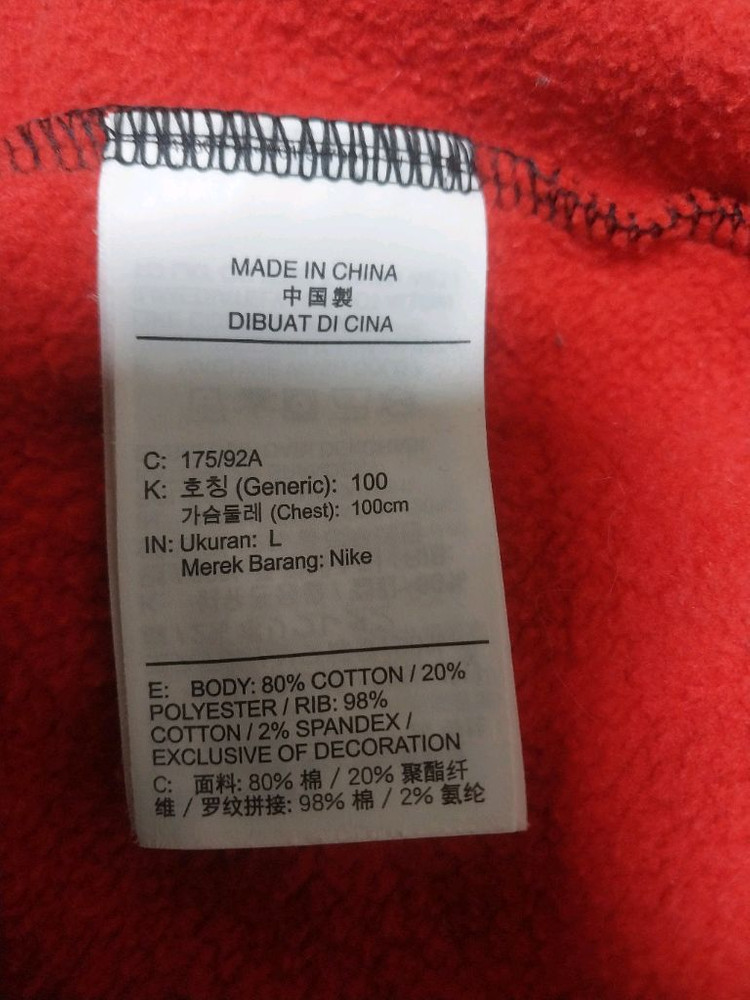 MADE IN CHINA
中国製
DIBUAT DI CINA
C: 175/92A
K: 호칭 (Generic): 100
가슴둘레 (Chest): 100cm
IN: Ukuran: L
Merek Barang: Nike
E: BODY: 80% COTTON / 20%
POLYESTER / RIB: 98%
COTTON / 2% SPANDEX /
EXCLUSIVE OF DECORATION
C: 面料: 80% 棉 / 20% 聚酯纤
维 / 罗纹拼接: 98% 棉 / 2% 氨纶